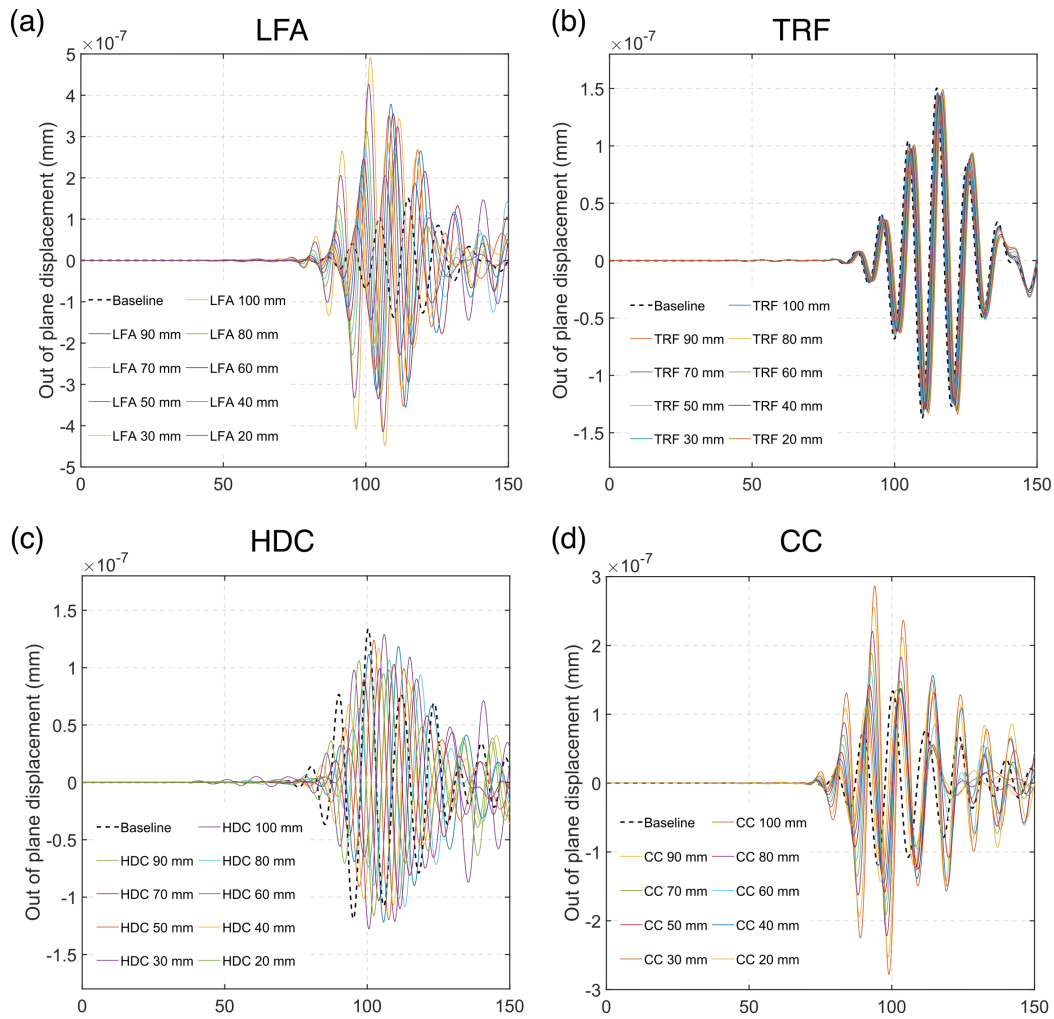 (a)
LFA
×10-7
Out of plane displacement (mm)
5
4
3
2
1
0
-1
-2
-3
-4
-5
Baseline LFA 100 mm
LFA 90 mm LFA 80 mm
LFA 70 mm LFA 60 mm
LFA 50 mm LFA 40 mm
LFA 30 mm LFA 20 mm
0 50 100 150
(b)
TRF
×10-7
Out of plane displacement (mm)
1.5
1
0.5
0
-0.5
-1
-1.5
Baseline TRF 100 mm
TRF 90 mm TRF 80 mm
TRF 70 mm TRF 60 mm
TRF 50 mm TRF 40 mm
TRF 30 mm TRF 20 mm
0 50 100 150
(c)
HDC
×10-7
Out of plane displacement (mm)
1.5
1
0.5
0
-0.5
-1
-1.5
Baseline HDC 100 mm
HDC 90 mm HDC 80 mm
HDC 70 mm HDC 60 mm
HDC 50 mm HDC 40 mm
HDC 30 mm HDC 20 mm
0 50 100 150
(d)
CC
×10-7
Out of plane displacement (mm)
3
2
1
0
-1
-2
-3
Baseline CC 100 mm
CC 90 mm CC 80 mm
CC 70 mm CC 60 mm
CC 50 mm CC 40 mm
CC 30 mm CC 20 mm
0 50 100 150